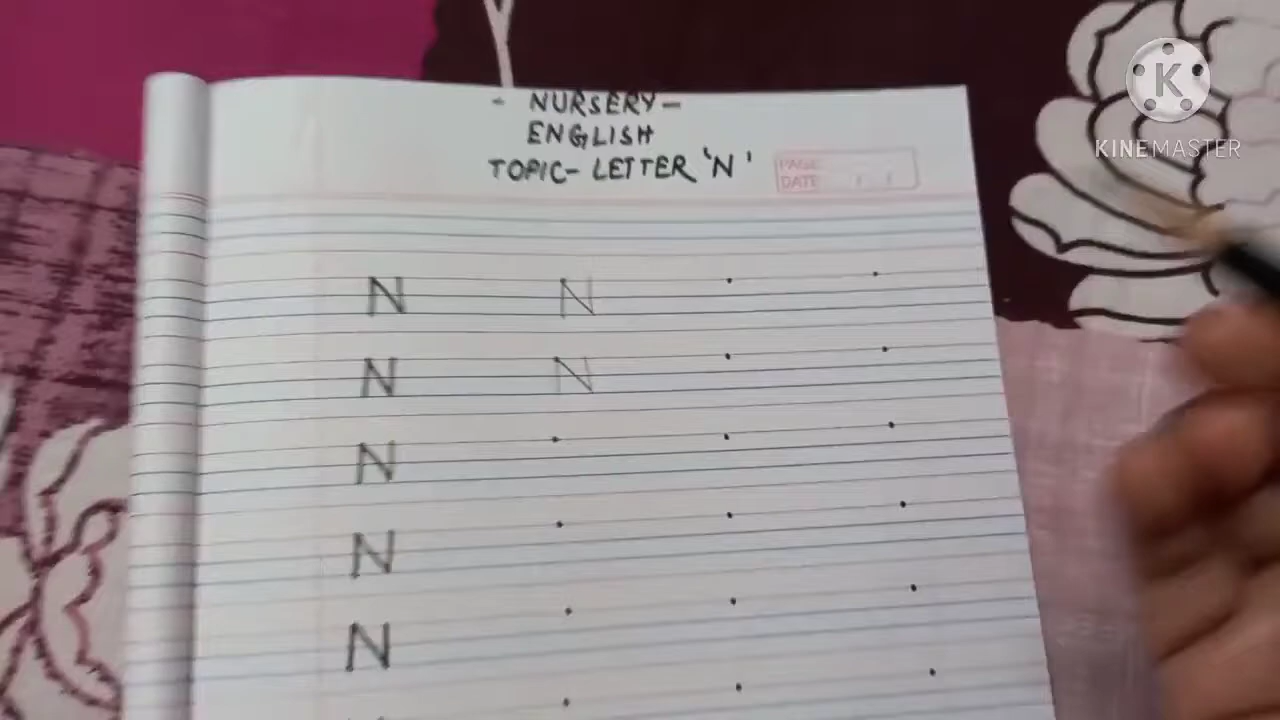 - NURSERY-
ENGLISH
TOPIC- LETTER 'N'
PAGE
DATE
K
KINEMASTER
N N
N N
N
N
N